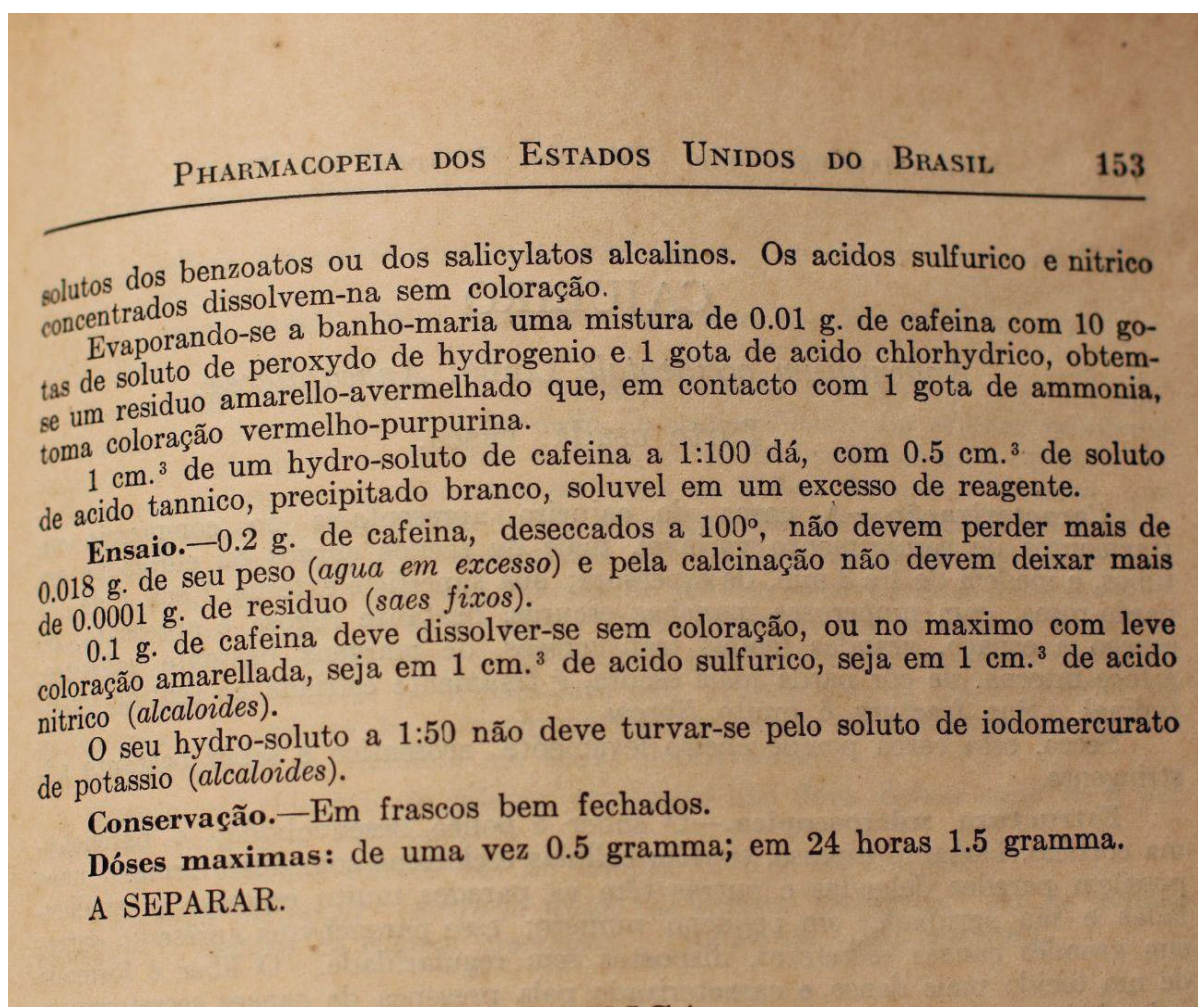 PHARMACOPEIA DOS ESTADOS UNIDOS DO BRASIL 153
solutos dos benzoatos ou dos salicylatos alcalinos. Os acidos sulfurico e nitrico
concentrados dissolvem-na sem coloração.
Evaporando-se a banho-maria uma mistura de 0.01 g. de cafeina com 10 go-
tas de soluto de peroxydo de hydrogenio e 1 gota de acido chlorhydrico, obtem-
se um residuo amarello-avermelhado que, em contacto com 1 gota de ammonia,
toma coloração vermelho-purpurina.
1 cm.³ de um hydro-soluto de cafeina a 1:100 dá, com 0.5 cm.³ de soluto
de acido tannico, precipitado branco, soluvel em um excesso de reagente.
Ensaio.—0.2 g. de cafeina, deseccados a 100º, não devem perder mais de
0.018 g. de seu peso (agua em excesso) e pela calcinação não devem deixar mais
de 0.0001 g. de residuo (saes fixos).
0.1 g. de cafeina deve dissolver-se sem coloração, ou no maximo com leve
coloração amarellada, seja em 1 cm.³ de acido sulfurico, seja em 1 cm.³ de acido
nitrico (alcaloides).
O seu hydro-soluto a 1:50 não deve turvar-se pelo soluto de iodomercurato
de potassio (alcaloides).
Conservação.—Em frascos bem fechados.
Dóses maximas: de uma vez 0.5 gramma; em 24 horas 1.5 gramma.
A SEPARAR.